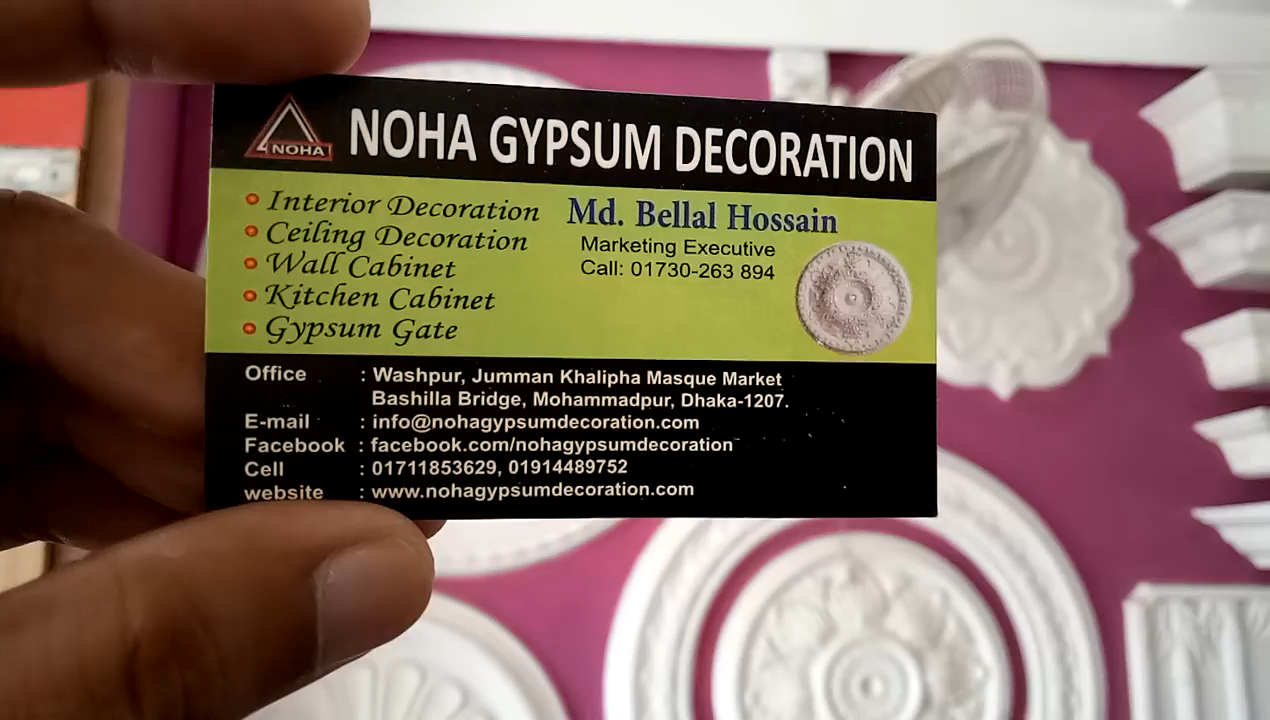 NOHA
NOHA GYPSUM DECORATION
Interior Decoration
Ceiling Decoration
Wall Cabinet
Kitchen Cabinet
Gypsum Gate
Md. Bellal Hossain
Marketing Executive
Call: 01730-263 894
Office : Washpur, Jumman Khalipha Masque Market
Bashilla Bridge, Mohammadpur, Dhaka-1207.
E-mail : info@nohagypsumdecoration.com
Facebook : facebook.com/nohagypsumdecoration
Cell : 01711853629, 01914489752
website : www.nohagypsumdecoration.com